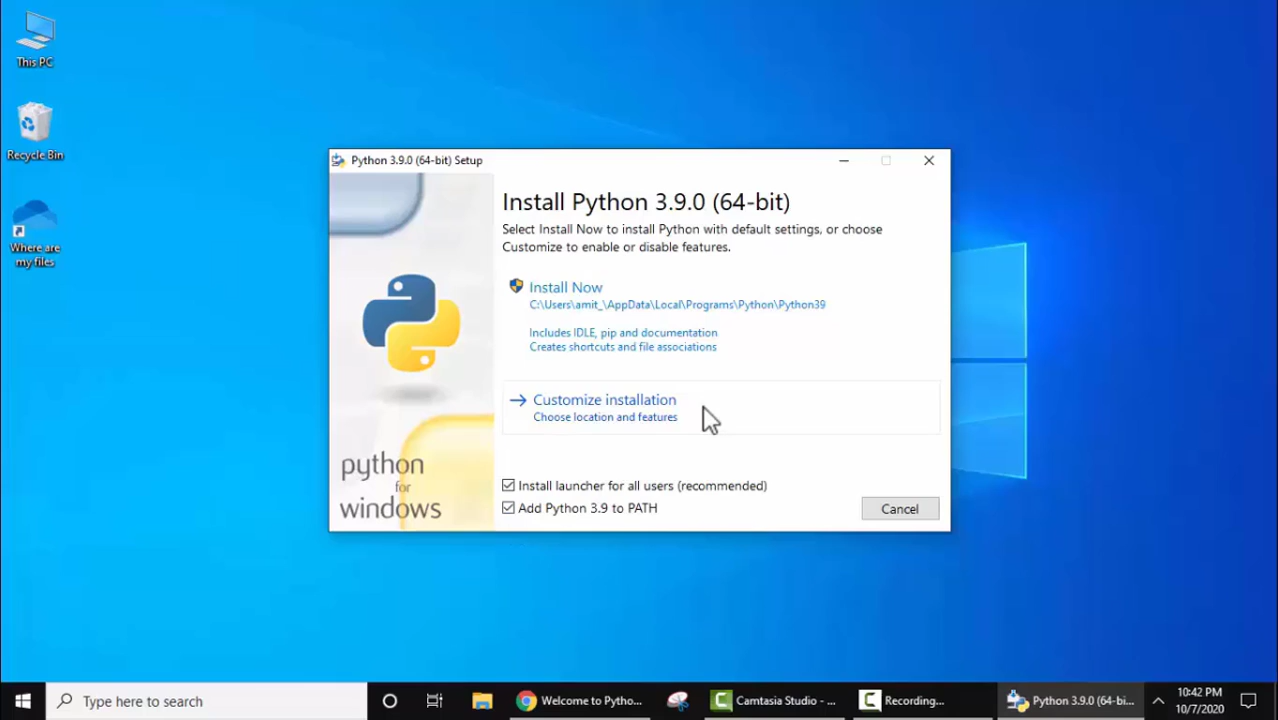 This PC
Recycle Bin
Where are
my files
Python 3.9.0 (64-bit) Setup
Install Python 3.9.0 (64-bit)
Select Install Now to install Python with default settings, or choose
Customize to enable or disable features.
Install Now
C:\Users\amit_\AppData\Local\Programs\Python\Python39
Includes IDLE, pip and documentation
Creates shortcuts and file associations
Customize installation
Choose location and features
python
for
windows
Install launcher for all users (recommended)
Add Python 3.9 to PATH
Cancel
Type here to search
Welcome to Pytho...
Camtasia Studio - ...
Recording...
Python 3.9.0 (64-bi...
10:42 PM
10/7/2020